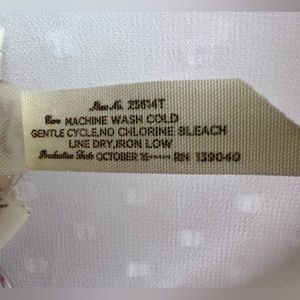 Item No. 25614T
Care MACHINE WASH COLD
GENTLE CYCLE, NO CHLORINE BLEACH
LINE DRY, IRON LOW
Production Date OCTOBER RN 139040